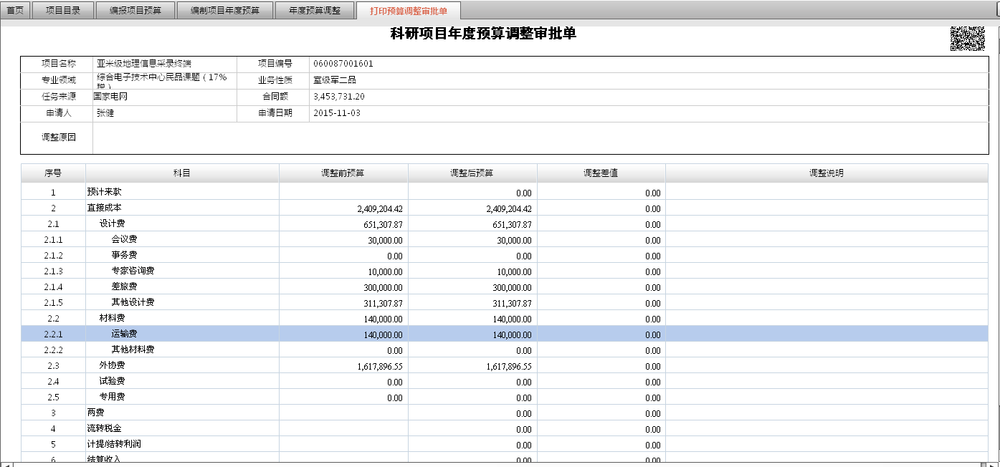 首页 项目目录 编报项目预算 编制项目年度预算 年度预算调整 打印预算调整审批单
科研项目年度预算调整审批单
项目名称 亚米级地理信息采录终端 项目编号 060087001601
专业领域 综合电子技术中心民品课题（17%
税） 业务性质 室级军二品
任务来源 国家电网 合同额 3,453,731.20
申请人 张健 申请日期 2015-11-03
调整原因
序号 科目 调整前预算 调整后预算 调整差值 调整说明
1 预计来款 0.00 0.00
2 直接成本 2,409,204.42 2,409,204.42 0.00
2.1 设计费 651,307.87 651,307.87 0.00
2.1.1 会议费 30,000.00 30,000.00 0.00
2.1.2 事务费 0.00 0.00 0.00
2.1.3 专家咨询费 10,000.00 10,000.00 0.00
2.1.4 差旅费 300,000.00 300,000.00 0.00
2.1.5 其他设计费 311,307.87 311,307.87 0.00
2.2 材料费 140,000.00 140,000.00 0.00
2.2.1 运输费 140,000.00 140,000.00 0.00
2.2.2 其他材料费 0.00 0.00 0.00
2.3 外协费 1,617,896.55 1,617,896.55 0.00
2.4 试验费 0.00 0.00 0.00
2.5 专用费 0.00 0.00 0.00
3 两费 0.00 0.00
4 流转税金 0.00 0.00
5 计提/结转利润 0.00 0.00
6 结算收入 0.00 0.00